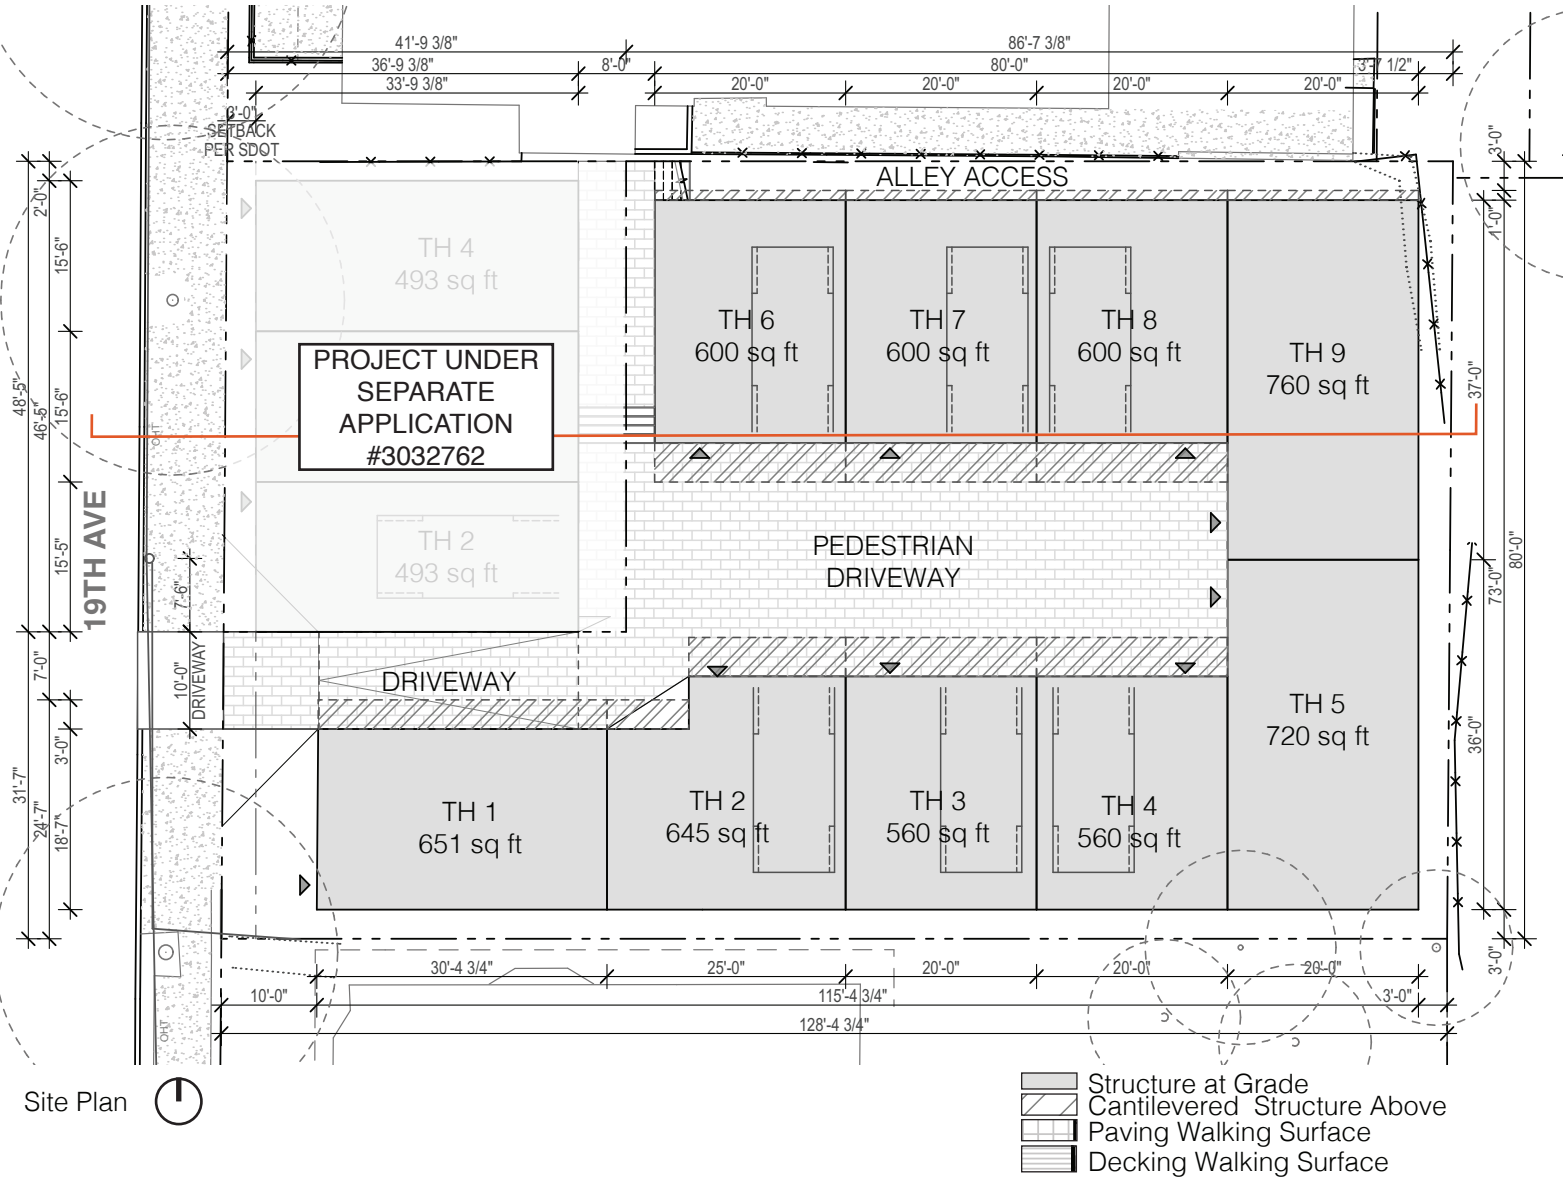 41'-9 3/8"
86'-7 3/8"
36'-9 3/8"
8'-0"
80'-0"
3'-7 1/2"
33'-9 3/8"
20'-0"
20'-0"
20'-0"
20'-0"
3'-0"
SETBACK
PER SDOT
3'-0"
ALLEY ACCESS
2'-0"
1'-0"
TH 4
493 sq ft
15'-6"
TH 6
600 sq ft
TH 7
600 sq ft
TH 8
600 sq ft
TH 9
760 sq ft
PROJECT UNDER
SEPARATE
APPLICATION
#3032762
48'-5"
46'-5"
15'-6"
37'-0"
OHT
19TH AVE
15'-5"
7'-6"
TH 2
493 sq ft
PEDESTRIAN
DRIVEWAY
80'-0"
73'-0"
7'-0"
10'-0"
DRIVEWAY
DRIVEWAY
TH 5
720 sq ft
36'-0"
3'-0"
31'-7"
24'-7"
18'-7"
TH 1
651 sq ft
TH 2
645 sq ft
TH 3
560 sq ft
TH 4
560 sq ft
3'-0"
30'-4 3/4"
25'-0"
20'-0"
20'-0"
20'-0"
10'-0"
115'-4 3/4"
3'-0"
OHT
128'-4 3/4"
Site Plan
Structure at Grade
Cantilevered Structure Above
Paving Walking Surface
Decking Walking Surface